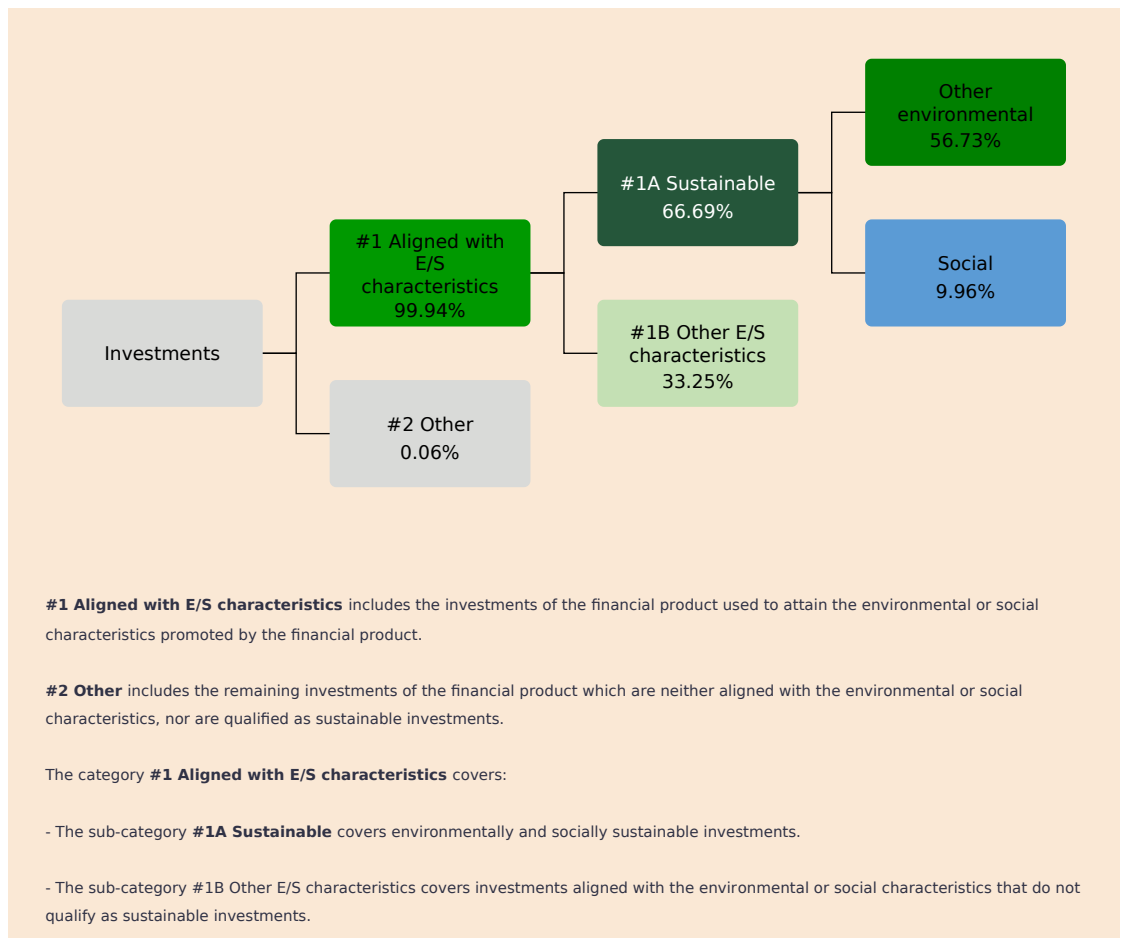 Other
environmental
56.73%
#1A Sustainable
66.69%
#1 Aligned with
E/S
characteristics
99.94%
Social
9.96%
Investments
#1B Other E/S
characteristics
33.25%
#2 Other
0.06%
#1 Aligned with E/S characteristics includes the investments of the financial product used to attain the environmental or social
characteristics promoted by the financial product.
#2 Other includes the remaining investments of the financial product which are neither aligned with the environmental or social
characteristics, nor are qualified as sustainable investments.
The category #1 Aligned with E/S characteristics covers:
- The sub-category #1A Sustainable covers environmentally and socially sustainable investments.
- The sub-category #1B Other E/S characteristics covers investments aligned with the environmental or social characteristics that do not
qualify as sustainable investments.